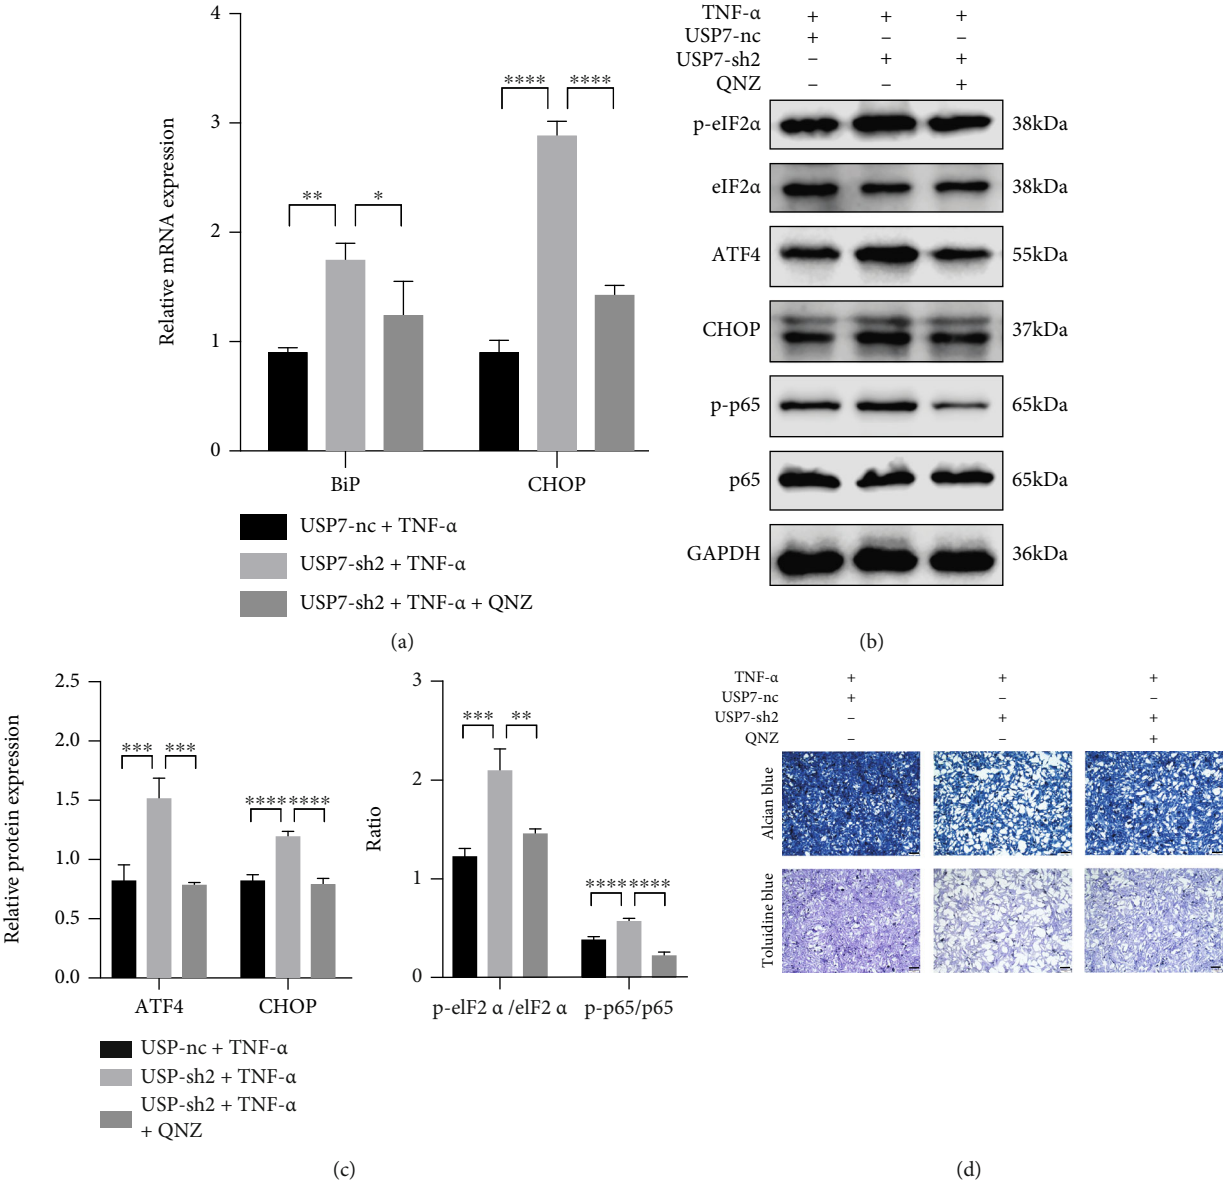 4
3
2
1
0
Relative mRNA expression
** *
**** ****
BiP CHOP
USP7-nc + TNF-α
USP7-sh2 + TNF-α
USP7-sh2 + TNF-α + QNZ
(a)
TNF-α + + +
USP7-nc + – –
USP7-sh2 – + +
QNZ – – +
p-eIF2α 38kDa
eIF2α 38kDa
ATF4 55kDa
CHOP 37kDa
p-p65 65kDa
p65 65kDa
GAPDH 36kDa
(b)
2.5
2.0
1.5
1.0
0.5
0.0
Relative protein expression
*** ***
********
ATF4 CHOP
3
2
1
0
Ratio
*** **
********
p-elF2 α /elF2 α p-p65/p65
USP-nc + TNF-α
USP-sh2 + TNF-α
USP-sh2 + TNF-α
+ QNZ
(c)
TNF-α + + +
USP7-nc + – –
USP7-sh2 – + +
QNZ – – +
Alcian blue
Toluidine blue
(d)